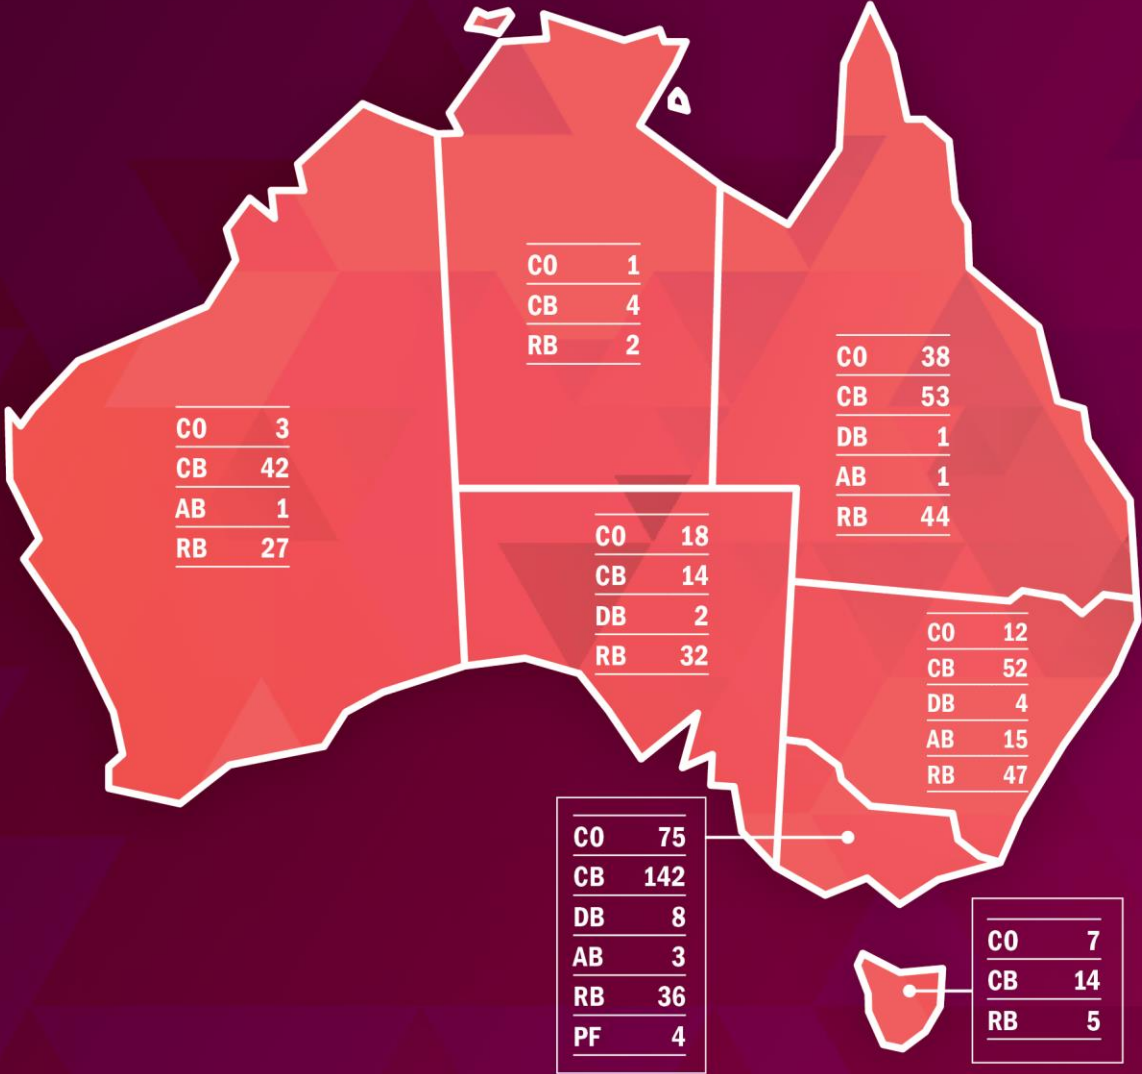 CO 1
CB 4
RB 2
CO 38
CB 53
DB 1
AB 1
RB 44
CO 3
CB 42
AB 1
RB 27
CO 18
CB 14
DB 2
RB 32
CO 12
CB 52
DB 4
AB 15
RB 47
CO 75
CB 142
DB 8
AB 3
RB 36
PF 4
CO 7
CB 14
RB 5